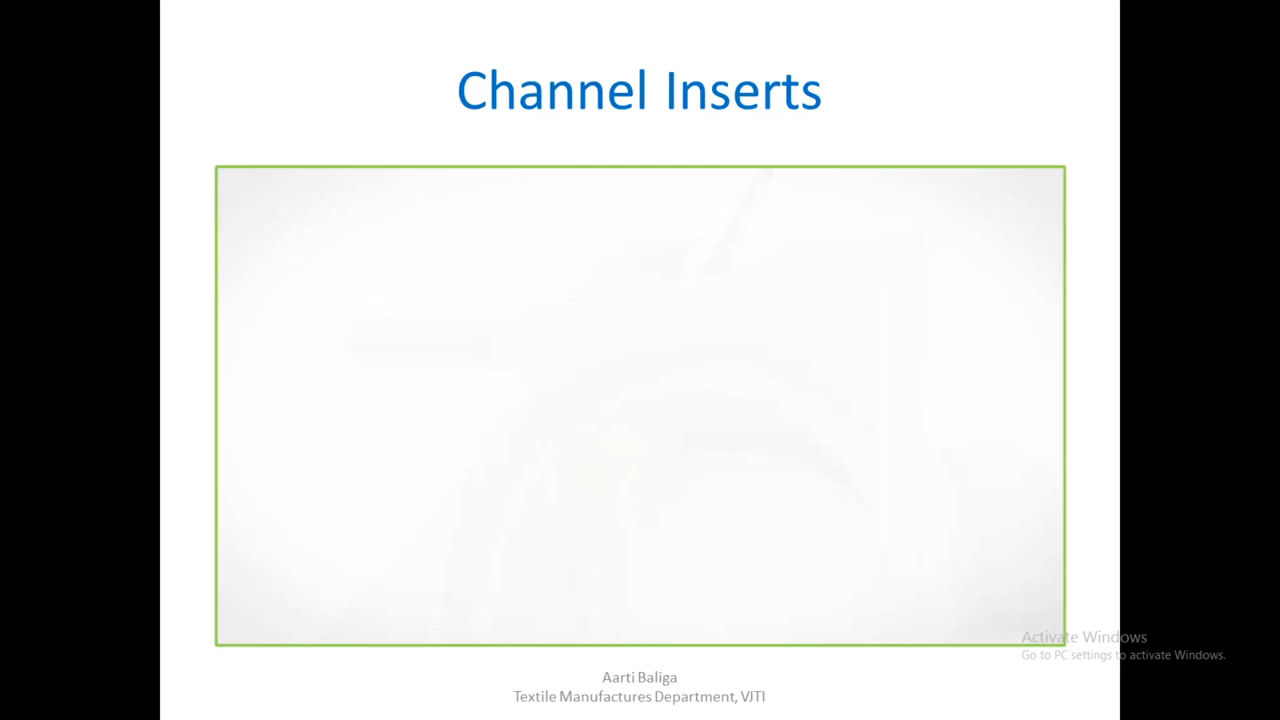 Channel Inserts
Activate Windows
Go to PC settings to activate Windows.
Aarti Baliga
Textile Manufactures Department, VJTI